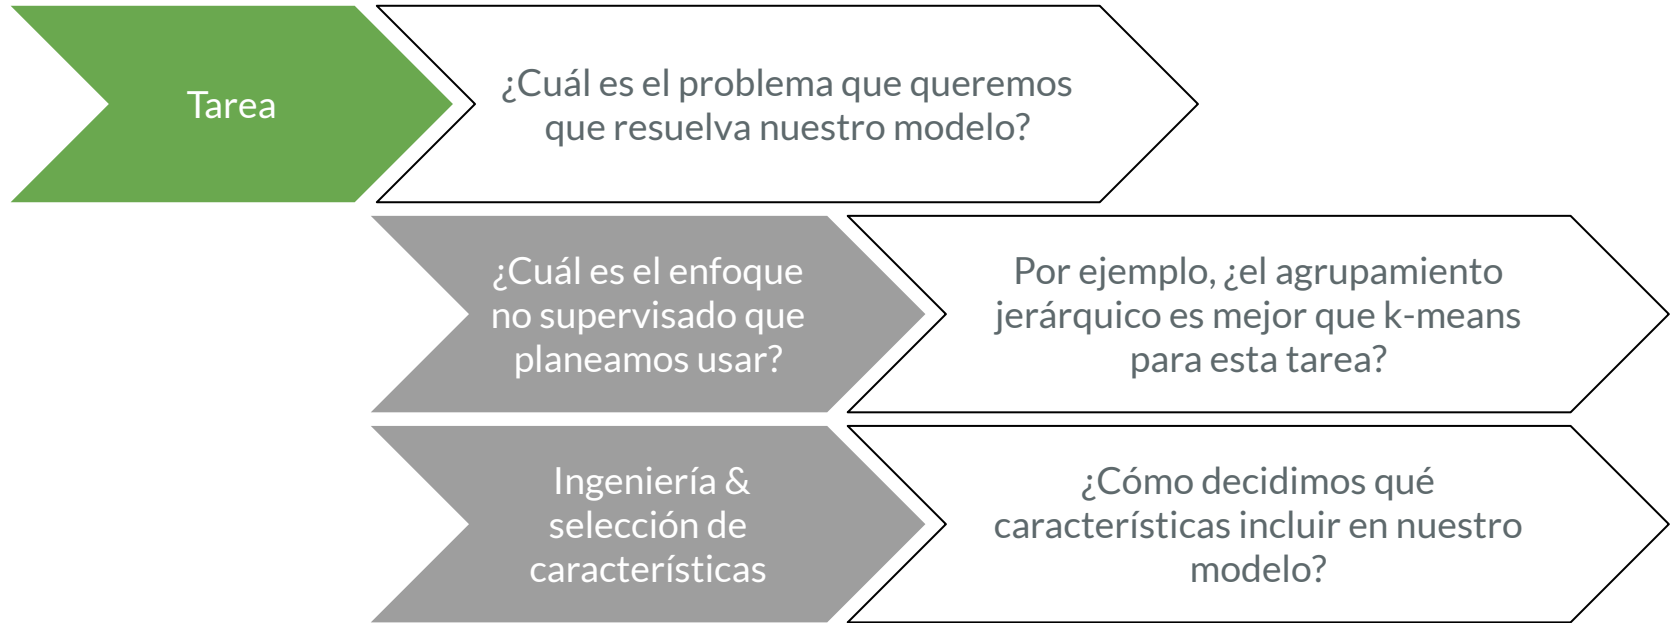 Tarea
¿Cuál es el problema que queremos
que resuelva nuestro modelo?
¿Cuál es el enfoque
no supervisado que
planeamos usar?
Por ejemplo, ¿el agrupamiento
jerárquico es mejor que k-means
para esta tarea?
Ingeniería &
selección de
características
¿Cómo decidimos qué
características incluir en nuestro
modelo?